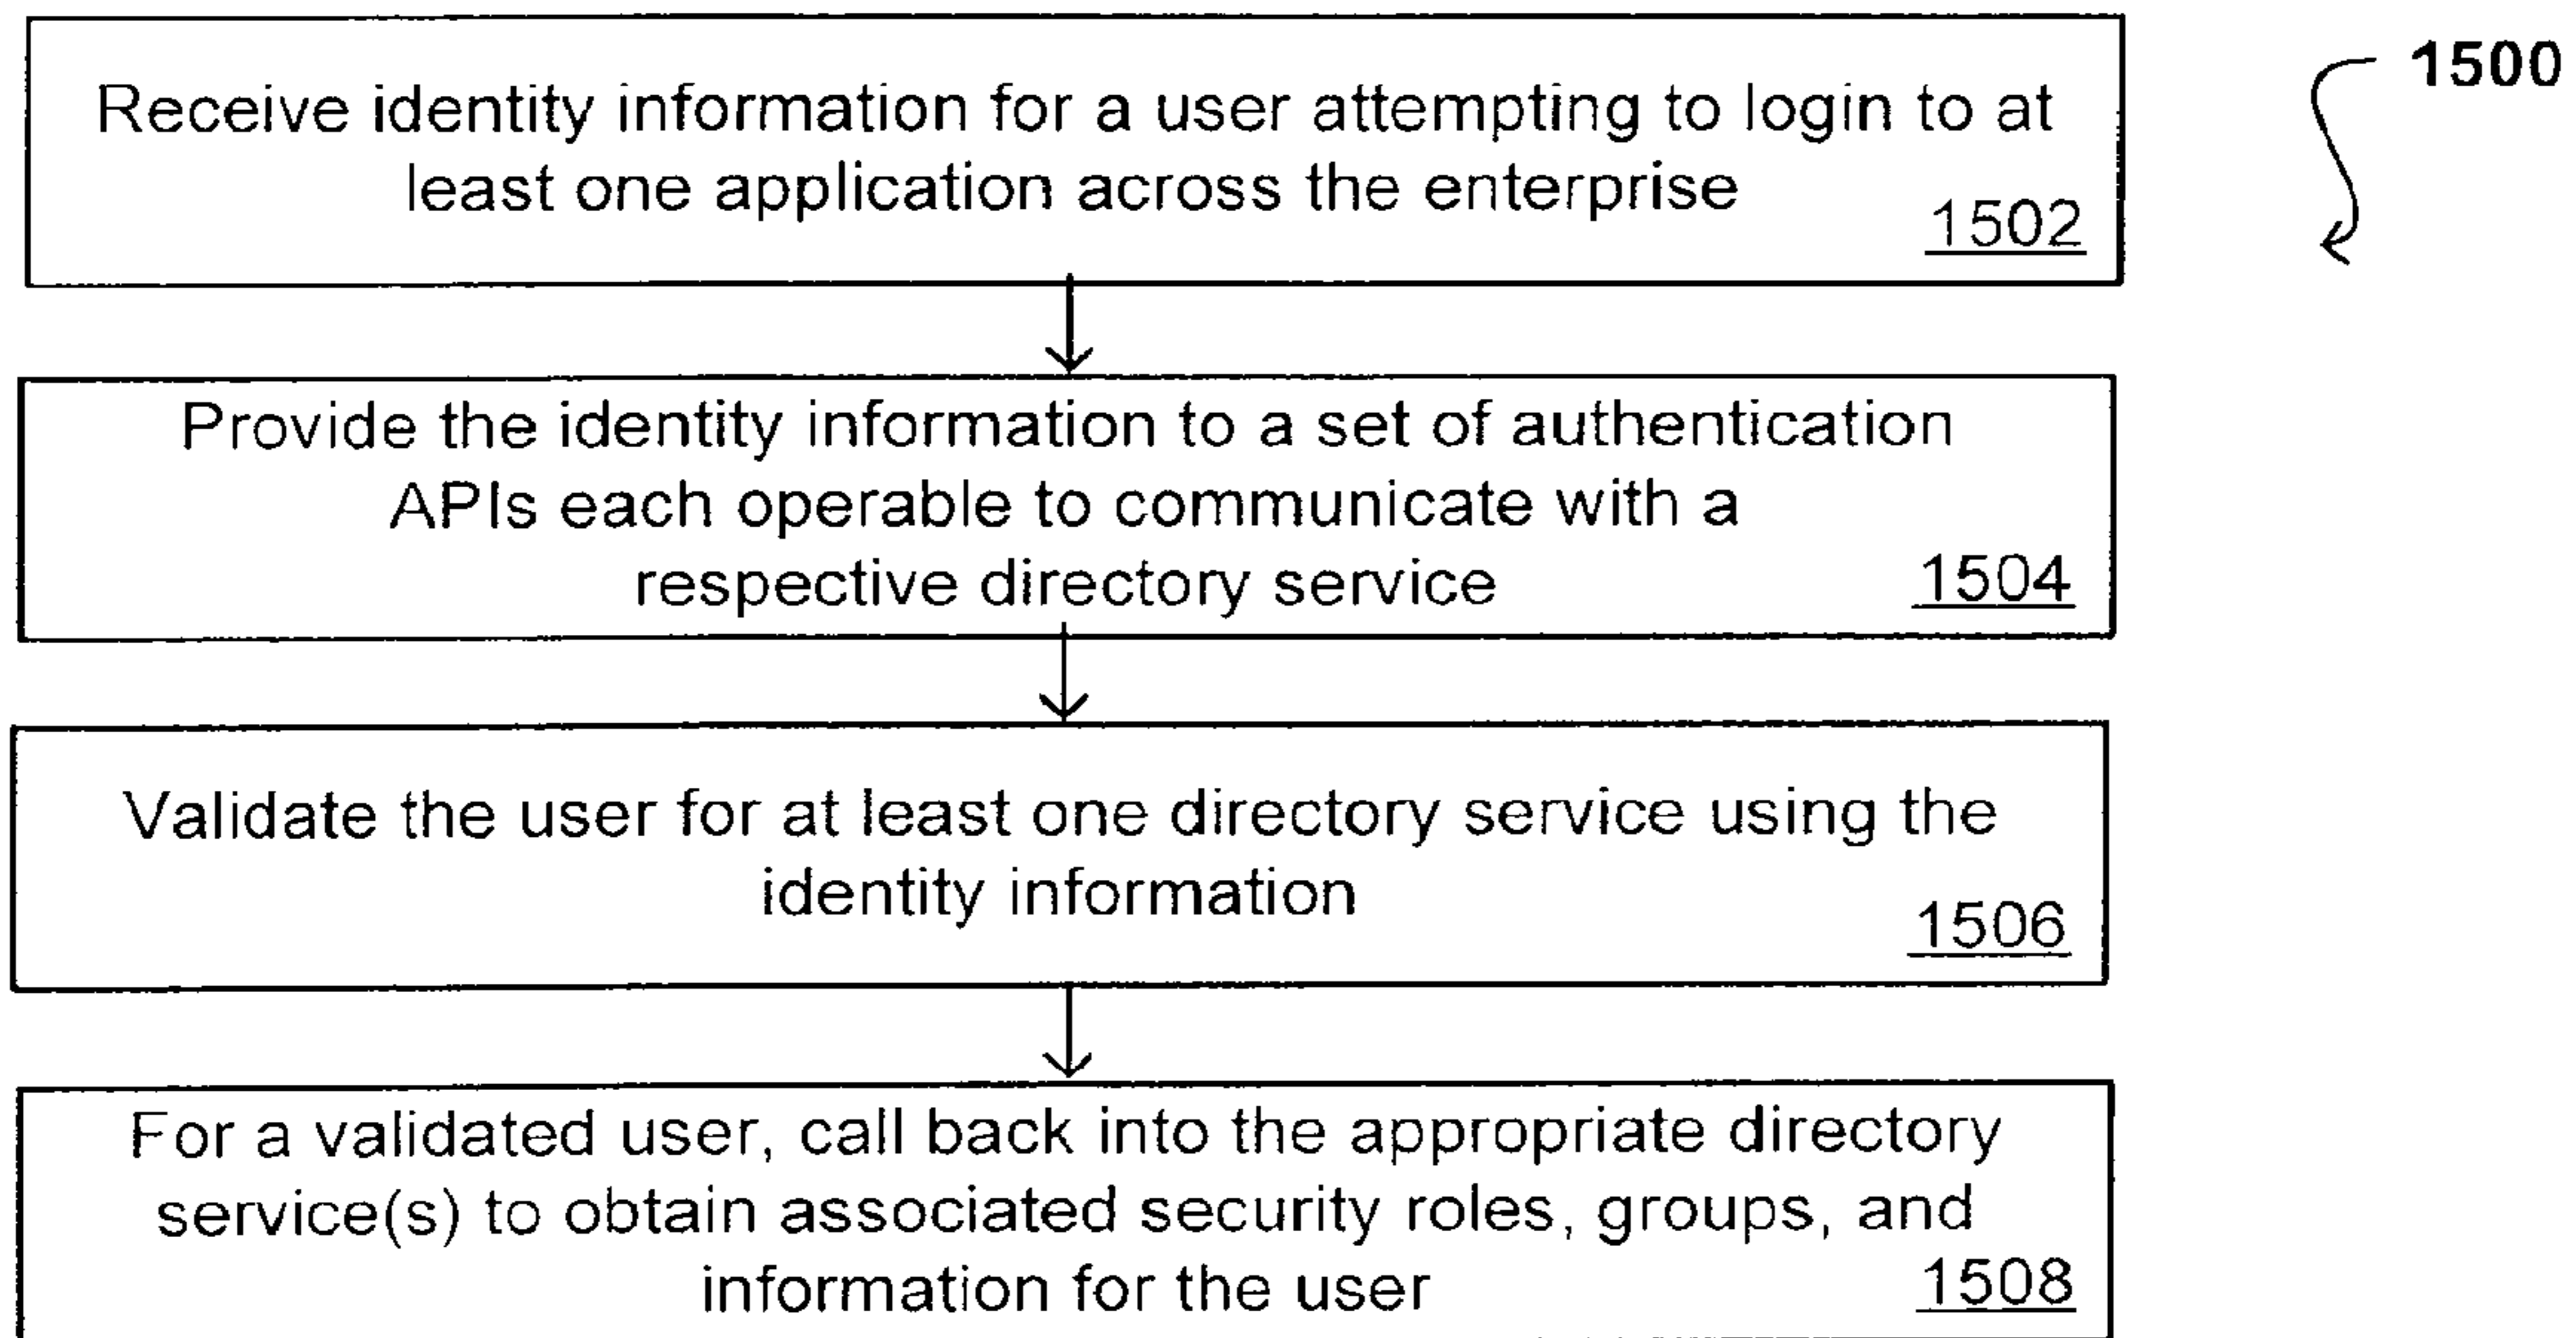 1500
Receive identity information for a user attempting to login to at
least one application across the enterprise
1502
Provide the identity information to a set of authentication
APIs each operable to communicate with a
respective directory service
1504
Validate the user for at least one directory service using the
identity information
1506
For a validated user, call back into the appropriate directory
service(s) to obtain associated security roles, groups, and
information for the user
1508